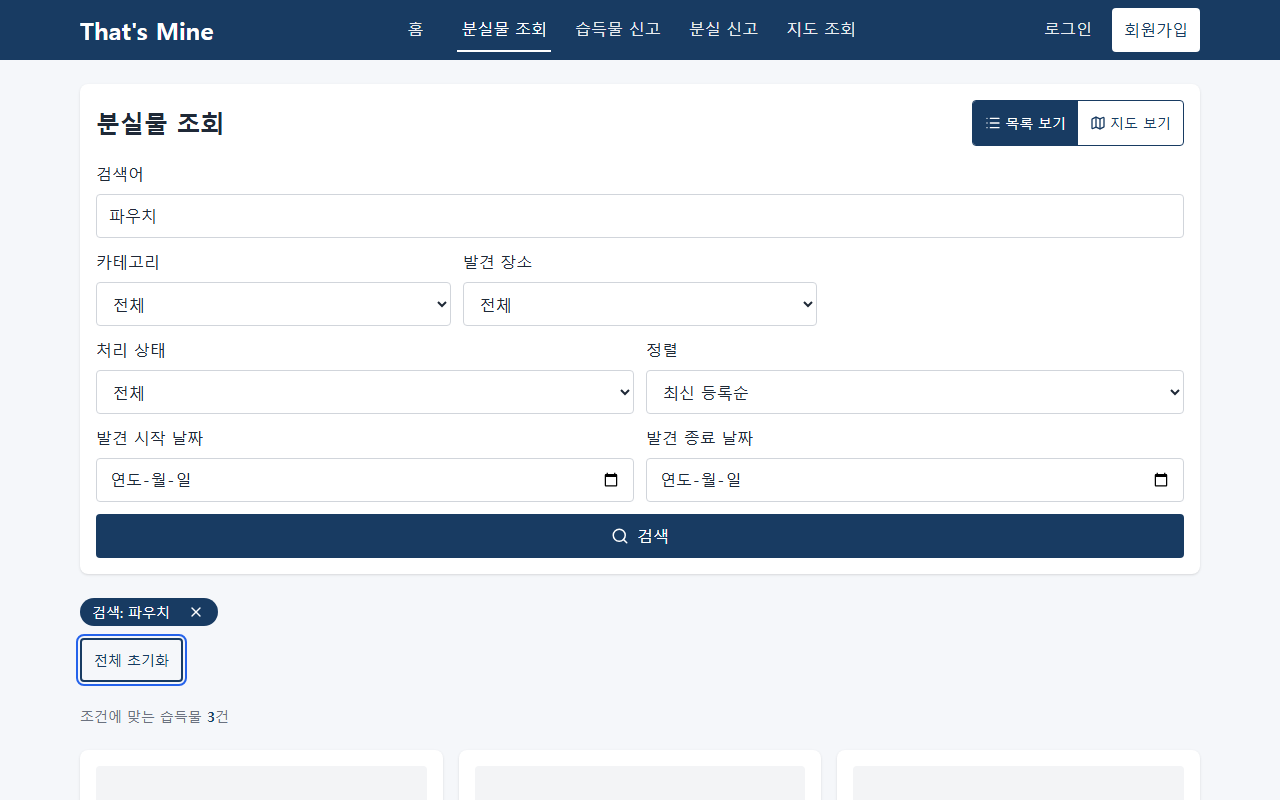 That's Mine 홈 분실물 조회 습득물 신고 분실 신고 지도 조회 로그인 회원가입
분실물 조회 목록 보기 지도 보기
검색어
파우치
카테고리 발견 장소
전체 전체
처리 상태 정렬
전체 최신 등록순
발견 시작 날짜 발견 종료 날짜
연도-월-일 연도-월-일
검색
검색: 파우치
전체 초기화
조건에 맞는 습득물 3건